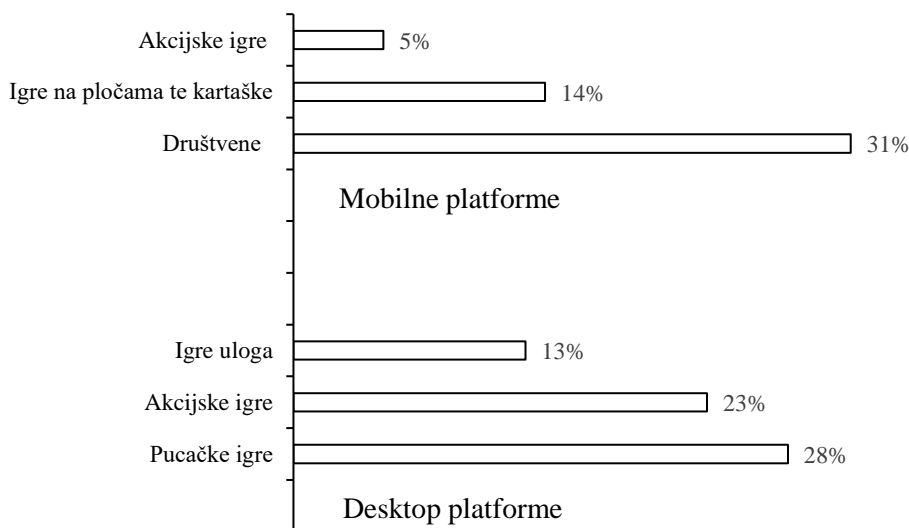 Akcijske igre 5%
Igre na pločama te kartaške 14%
Društvene 31%
Mobilne platforme
Igre uloga 13%
Akcijske igre 23%
Pucačke igre 28%
Desktop platforme